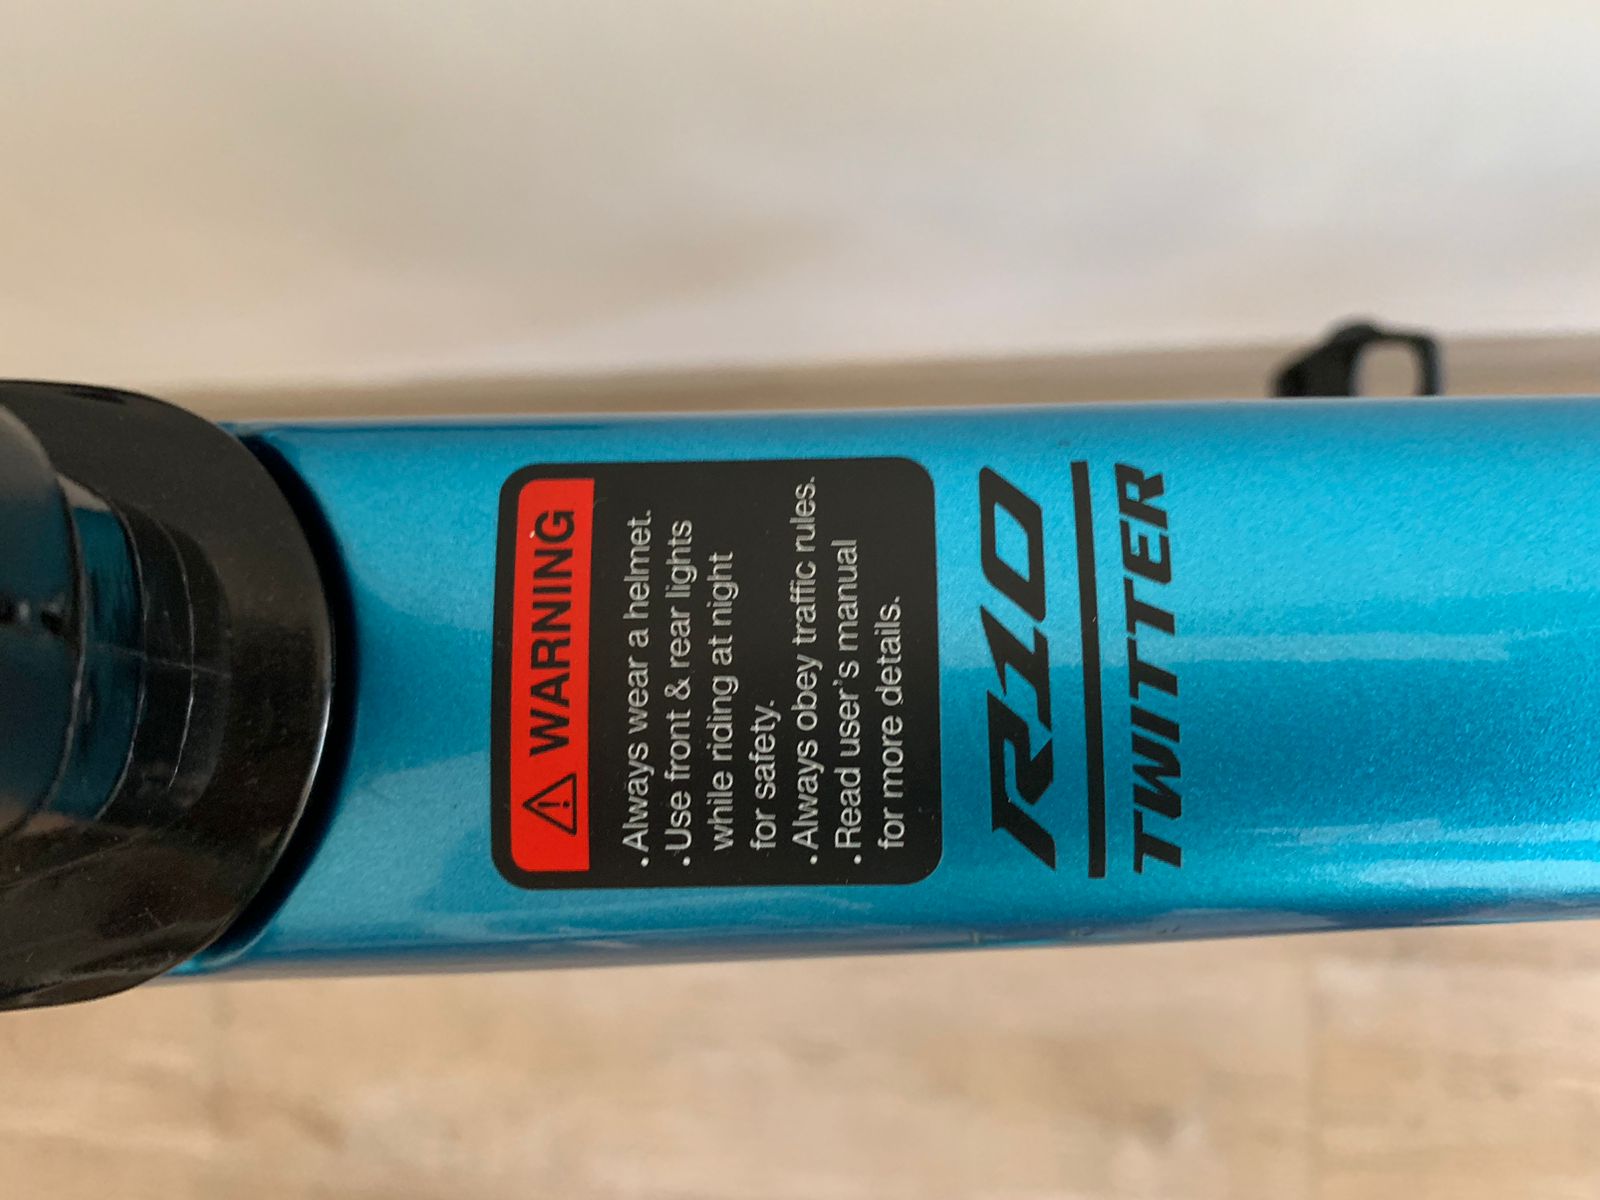 WARNING
.Always wear a helmet.
.Use front & rear lights
while riding at night
for safety.
.Always obey traffic rules.
.Read user's manual
for more details.
R10
TWITTER